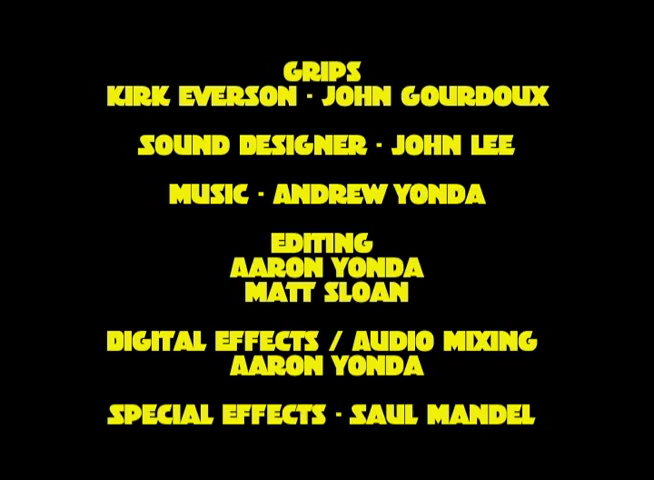 GRIPS
KIRK EVERSON - JOHN GOURDOUX
SOUND DESIGNER - JOHN LEE
MUSIC - ANDREW YONDA
EDITING
AARON YONDA
MATT SLOAN
DIGITAL EFFECTS / AUDIO MIXING
AARON YONDA
SPECIAL EFFECTS - SAUL MANDEL